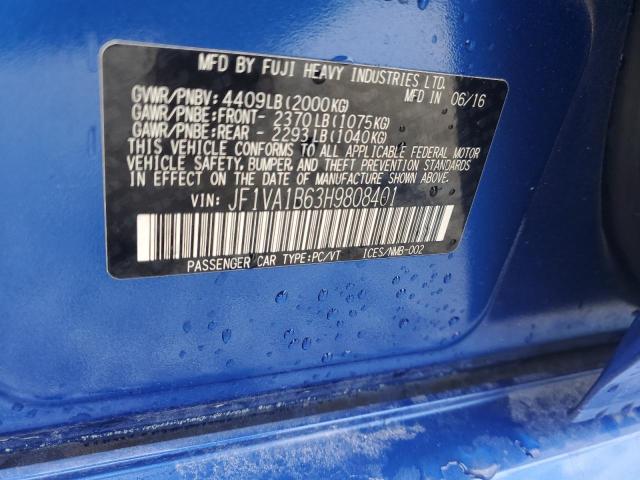 MFD BY FUJI HEAVY INDUSTRIES LTD.
MFD IN 06/16
GVWR/PNBV: 4409LB(2000KG)
GAWR/PNBE:FRONT- 2370LB(1075KG)
GAWR/PNBE:REAR - 2293LB(1040KG)
THIS VEHICLE CONFORMS TO ALL APPLICABLE FEDERAL MOTOR
VEHICLE SAFETY, BUMPER, AND THEFT PREVENTION STANDARDS
IN EFFECT ON THE DATE OF MANUFACTURE SHOWN ABOVE.
VIN: JF1VA1B63H9808401
PASSENGER CAR TYPE:PC/VT ICES/NMB-002